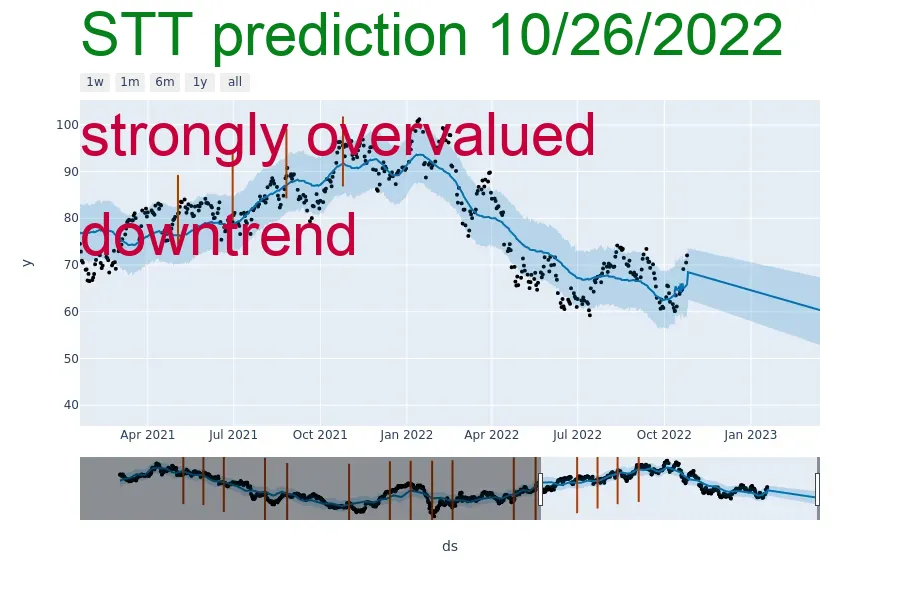 STT prediction 10/26/2022
1w 1m 6m 1y all
strongly overvalued
downtrend
100
90
80
70
60
50
40
y
Apr 2021 Jul 2021 Oct 2021 Jan 2022 Apr 2022 Jul 2022 Oct 2022 Jan 2023
ds